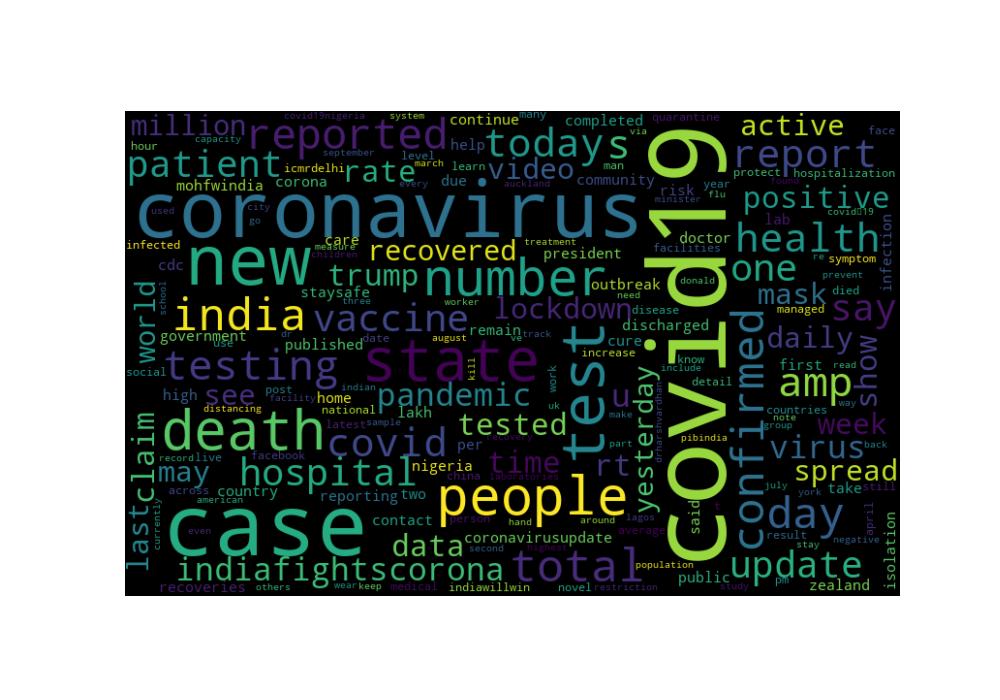 covid19nigeria
system
many
via
quarantine
million
reported
continue
completed
active
face
capacity
hour
september
level
help
todays
report
patient
icmrdelhi
march
rate
learn
man
video
community
year
flu
protect
found
hospitalization
mohfwindia
corona
due
every
auckland
risk
minister
positive
used
city
go
coronavirus
covid19
lab
infected
care
measure
children
recovered
treatment
president
facilities
doctor
health
re
symptom
infection
cdc
new
trump
number
outbreak
donald
one
prevent
school
world
staysafe
three
worker
need
mask
died
managed
india
vaccine
date
remain
lockdown
disease
discharged
say
government
use
dr
published
august
ve
track
cure
confirmed
daily
social
testing
state
kill
test
increase
know
include
first
read
show
high
see
post
home
facility
indian
pandemic
work
uk
make
drharshvardhan
detail
amp
countries
way
distancing
national
lakh
u
note
group
week
death
latest
sample
tested
part
yesterday
pibindia
virus
back
last
claim
record
live
facebook
covid
per
recovery
time
rt
spread
may
across
hospital
nigeria
china
laboratories
july
york
take
still
country
american
reporting
two
people
average
said
t
day
currently
case
even
contact
person
hand
around
lagos
result
april
negative
isolation
data
coronavirusupdate
second
highest
population
stay
indiafightscorona
total
public
update
pm
recoveries
others
wear
keep
medical
indiawillwin
novel
restriction
study
zealand